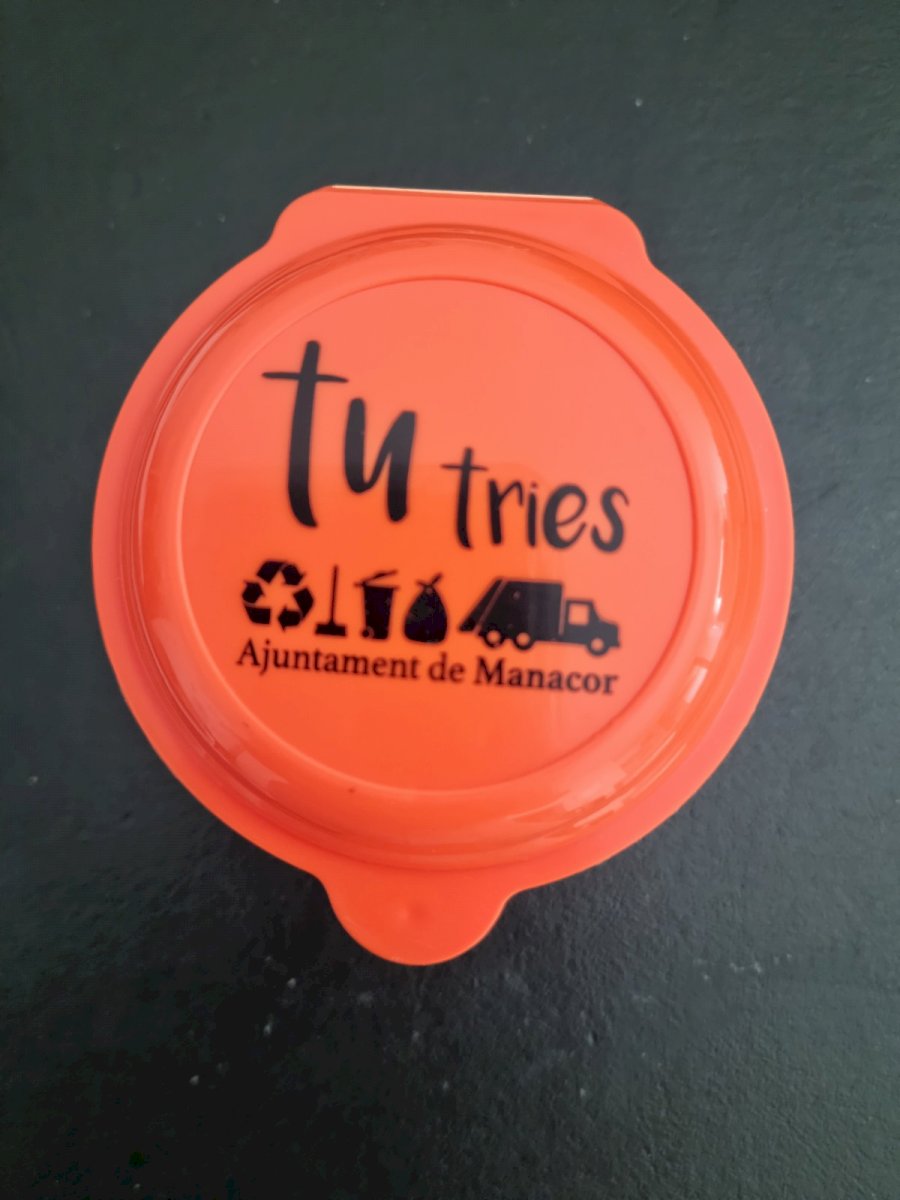 tu tries
Ajuntament de Manacor